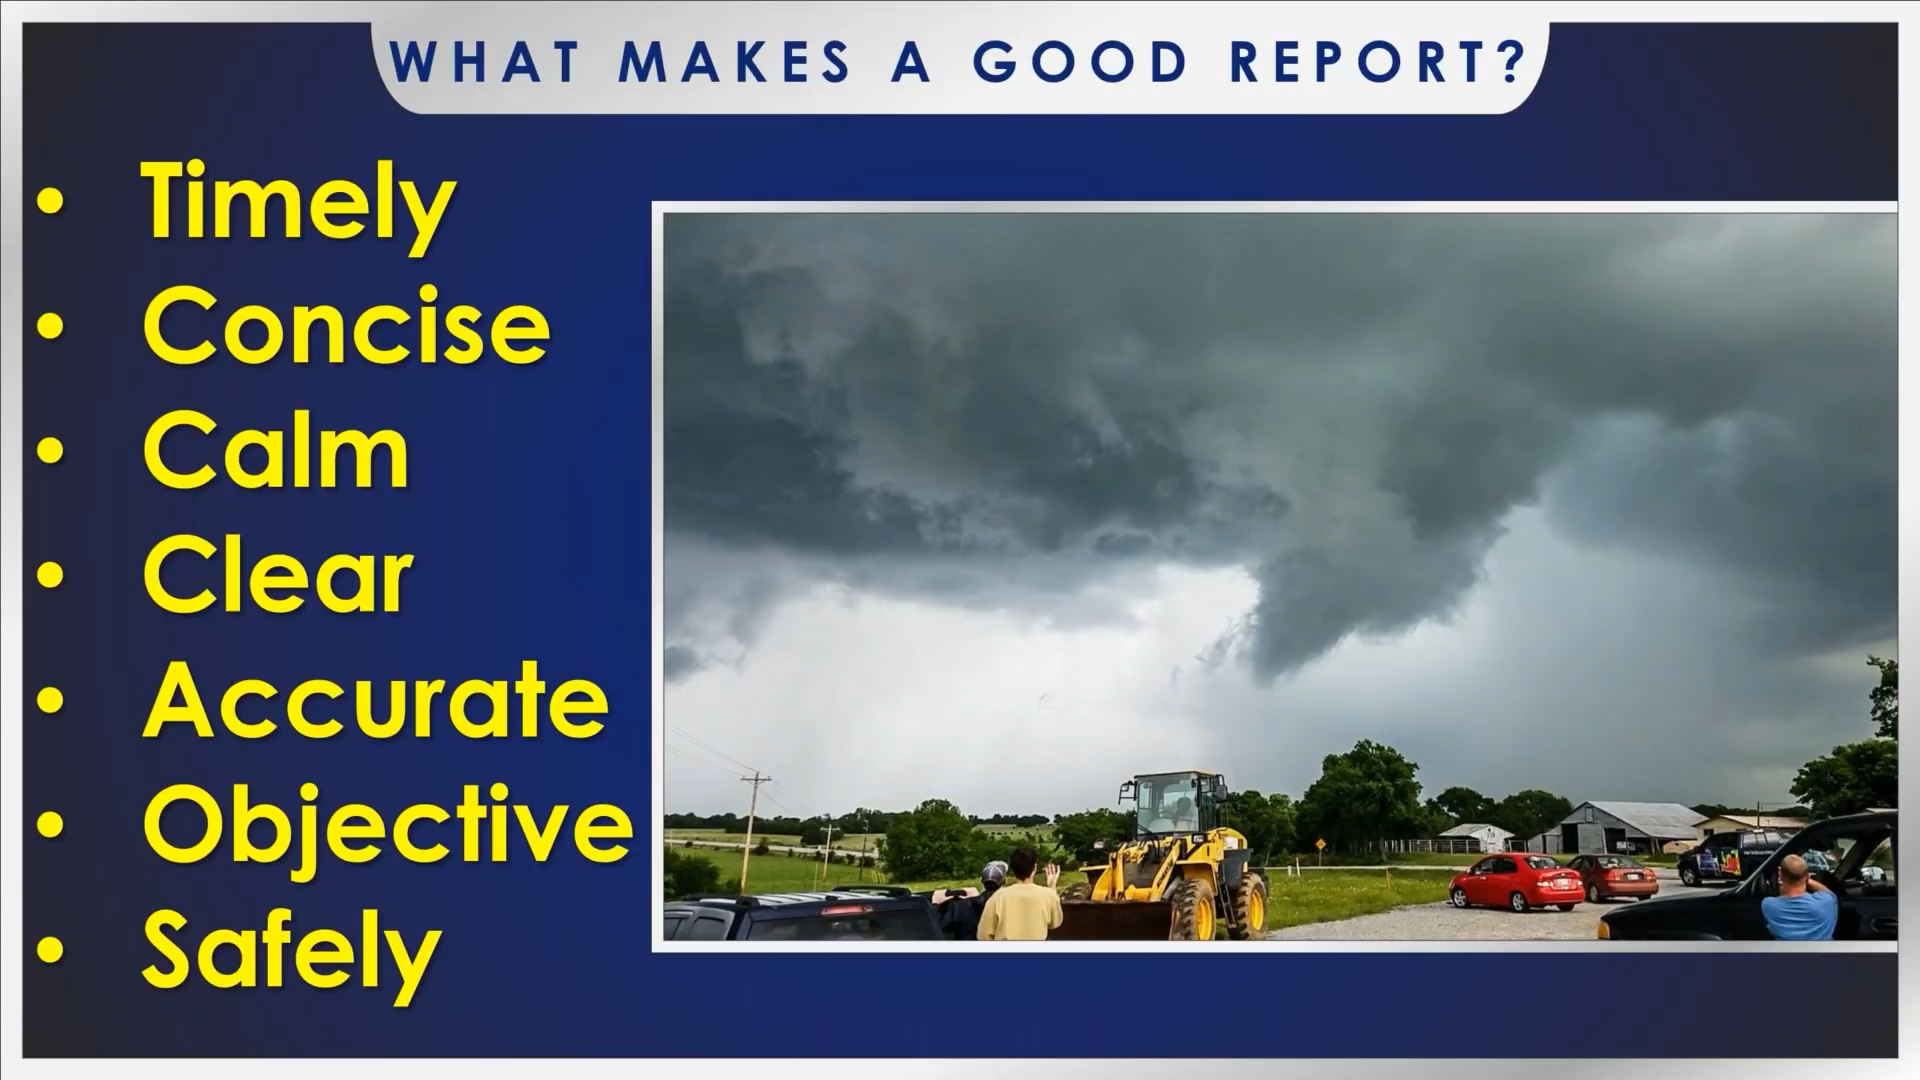 WHAT MAKES A GOOD REPORT?
• Timely
• Concise
• Calm
• Clear
• Accurate
• Objective
• Safely